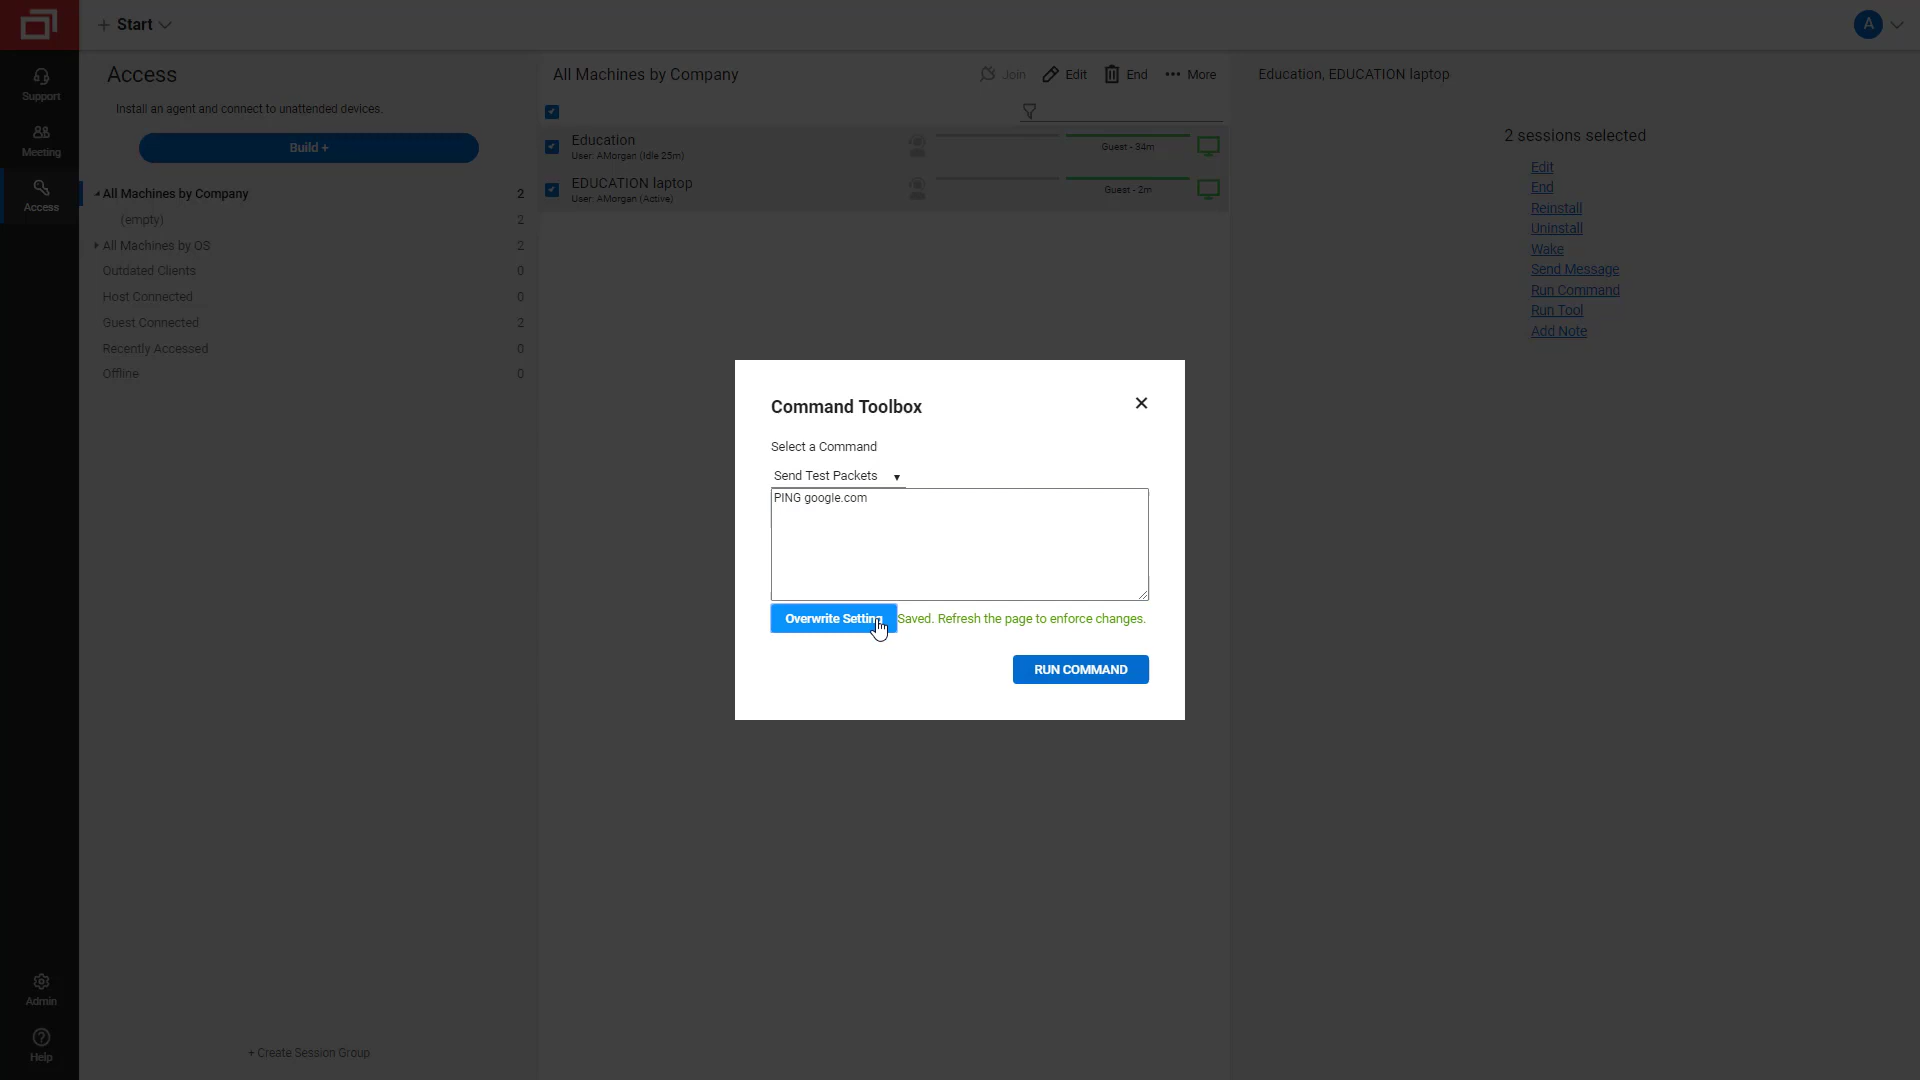 Start
A
Support
Meeting
Access
Admin
Help
Access
Install an agent and connect to unattended devices.
Build +
All Machines by Company 2
(empty) 2
All Machines by OS 2
Outdated Clients 0
Host Connected 0
Guest Connected 2
Recently Accessed 0
Offline 0
+ Create Session Group
All Machines by Company
Join Edit End More
Education
User: AMorgan (Idle 25m)
Guest - 34m
EDUCATION laptop
User: AMorgan (Active)
Guest - 2m
Education, EDUCATION laptop
2 sessions selected
Edit
End
Reinstall
Uninstall
Wake
Send Message
Run Command
Run Tool
Add Note
Command Toolbox
Select a Command
Send Test Packets
PING google.com
Overwrite Setting Saved. Refresh the page to enforce changes.
RUN COMMAND